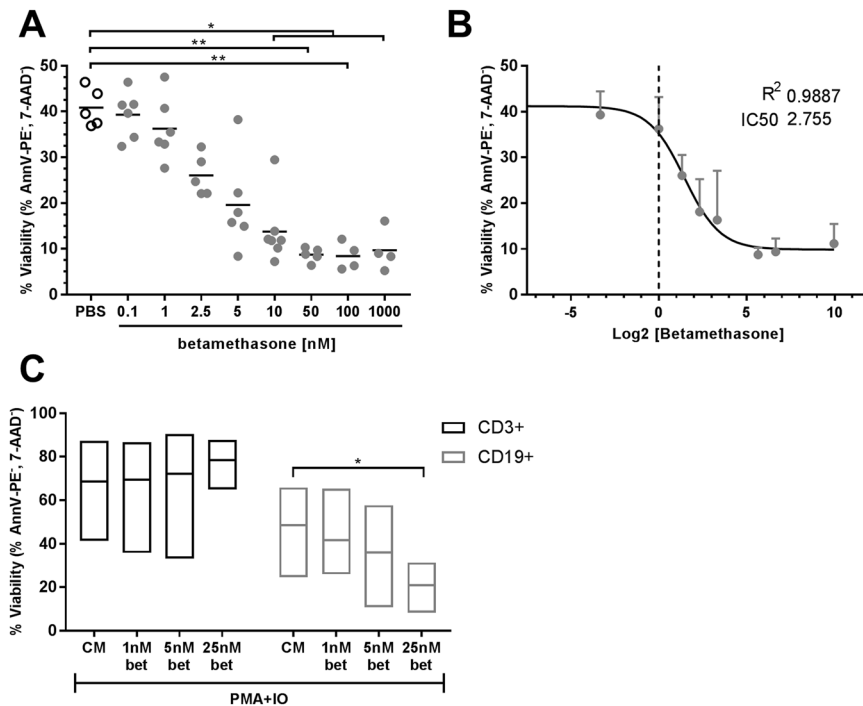 A
*
**
**
% Viability (% AnnV-PE⁻, 7-AAD⁻)
50
40
30
20
10
0
PBS 0.1 1 2.5 5 10 50 100 1000
betamethasone [nM]
B
% Viability (% AnnV-PE⁻, 7-AAD⁻)
50
40
30
20
10
0
R² 0.9887
IC50 2.755
-5 0 5 10
Log2 [Betamethasone]
C
% Viability (% AnnV-PE⁻, 7-AAD⁻)
100
80
60
40
20
0
*
CD3+
CD19+
CM 1nM bet 5nM bet 25nM bet CM 1nM bet 5nM bet 25nM bet
PMA+IO